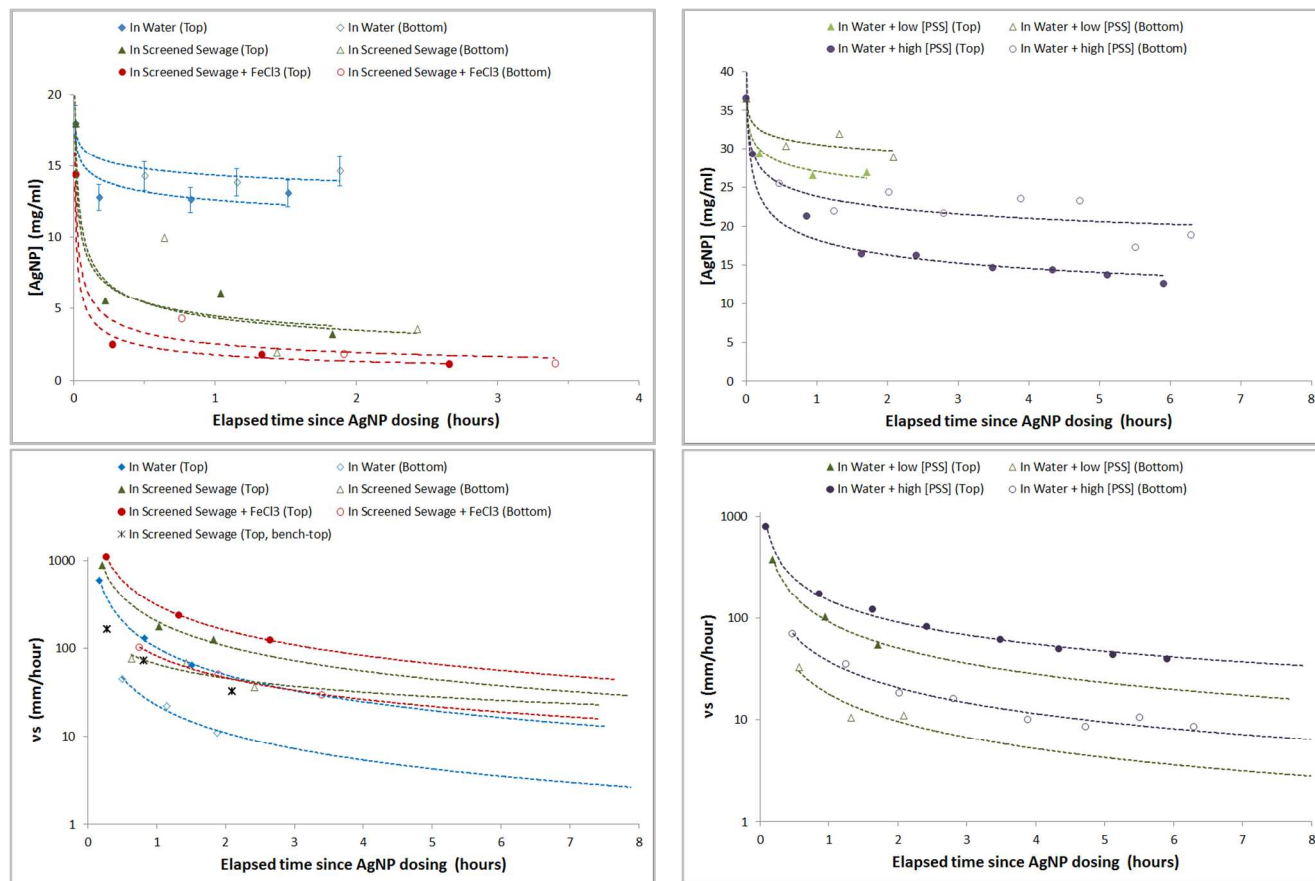 In Water (Top) In Water (Bottom)
In Screened Sewage (Top) In Screened Sewage (Bottom)
In Screened Sewage + FeCl3 (Top) In Screened Sewage + FeCl3 (Bottom)
20
15
10
5
0
[AgNP] (mg/ml)
0 1 2 3 4
Elapsed time since AgNP dosing (hours)
In Water + low [PSS] (Top) In Water + low [PSS] (Bottom)
In Water + high [PSS] (Top) In Water + high [PSS] (Bottom)
40
35
30
25
20
15
10
5
0
[AgNP] (mg/ml)
0 1 2 3 4 5 6 7 8
Elapsed time since AgNP dosing (hours)
In Water (Top) In Water (Bottom)
In Screened Sewage (Top) In Screened Sewage (Bottom)
In Screened Sewage + FeCl3 (Top) In Screened Sewage + FeCl3 (Bottom)
In Screened Sewage (Top, bench-top)
1000
100
10
1
vs (mm/hour)
0 1 2 3 4 5 6 7 8
Elapsed time since AgNP dosing (hours)
In Water + low [PSS] (Top) In Water + low [PSS] (Bottom)
In Water + high [PSS] (Top) In Water + high [PSS] (Bottom)
1000
100
10
1
vs (mm/hour)
0 1 2 3 4 5 6 7 8
Elapsed time since AgNP dosing (hours)